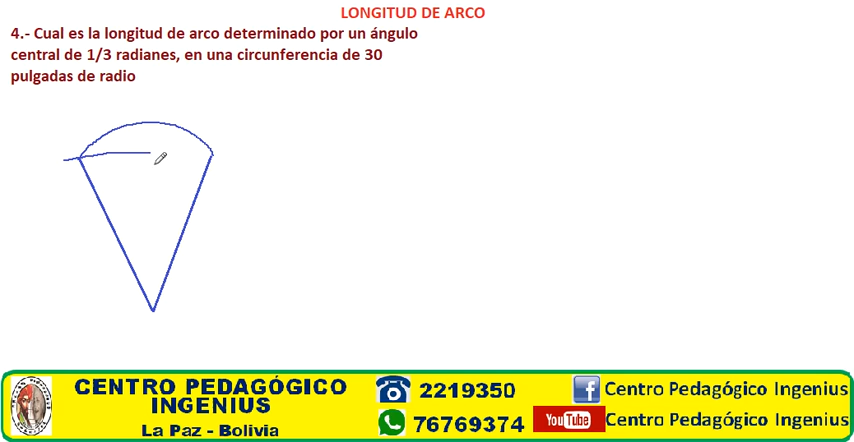 LONGITUD DE ARCO
4.- Cual es la longitud de arco determinado por un ángulo
central de 1/3 radianes, en una circunferencia de 30
pulgadas de radio
CENTRO PEDAGÓGICO
INGENIUS
La Paz - Bolivia
2219350
76769374
Centro Pedagógico Ingenius
YouTube Centro Pedagógico Ingenius